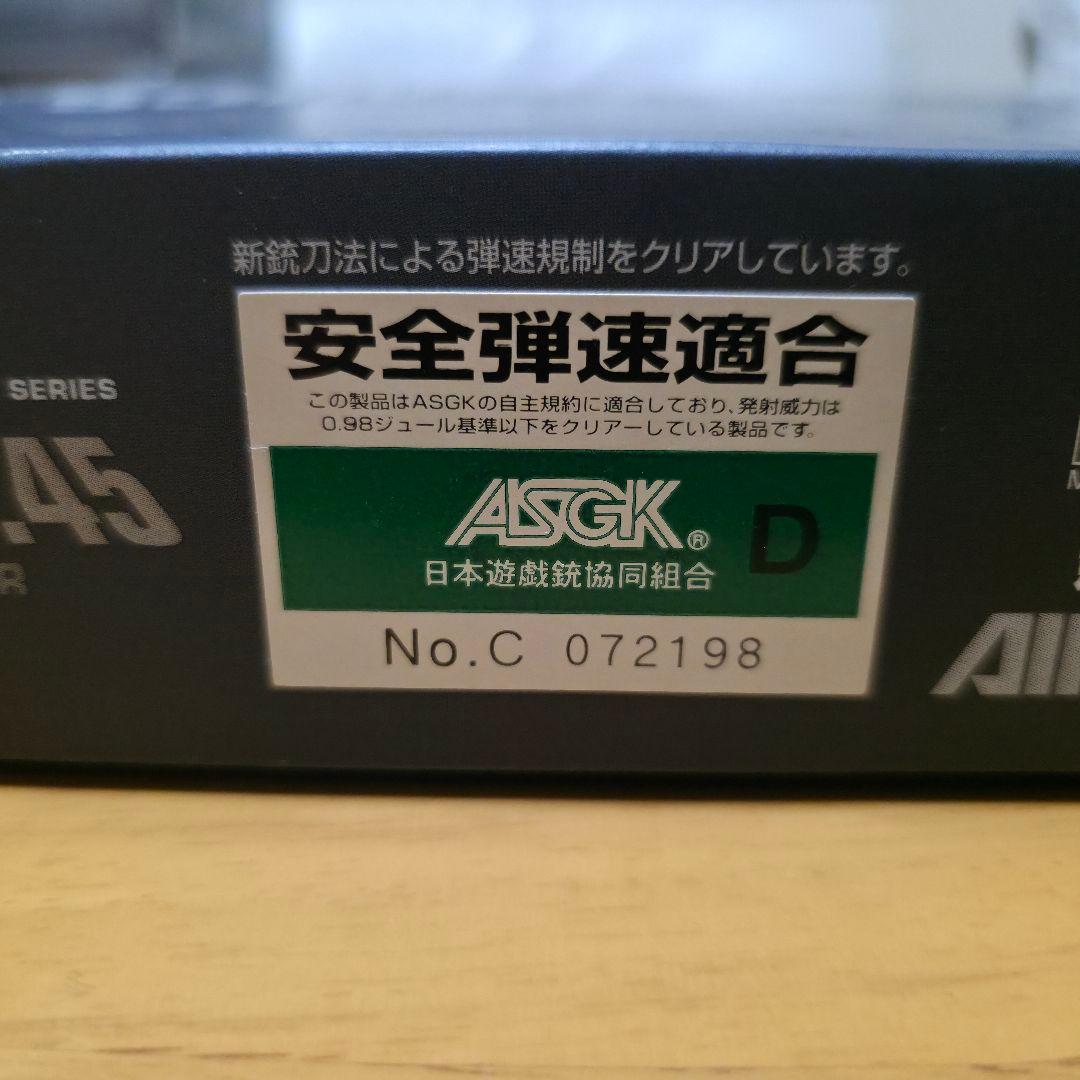 新銃刀法による弾速規制をクリアしています。
安全弾速適合
この製品はASGKの自主規約に適合しており、発射威力は
0.98ジュール基準以下をクリアーしている製品です。
SERIES
.45
R
ASGK® D
日本遊戯銃協同組合
No.C 072198
AI